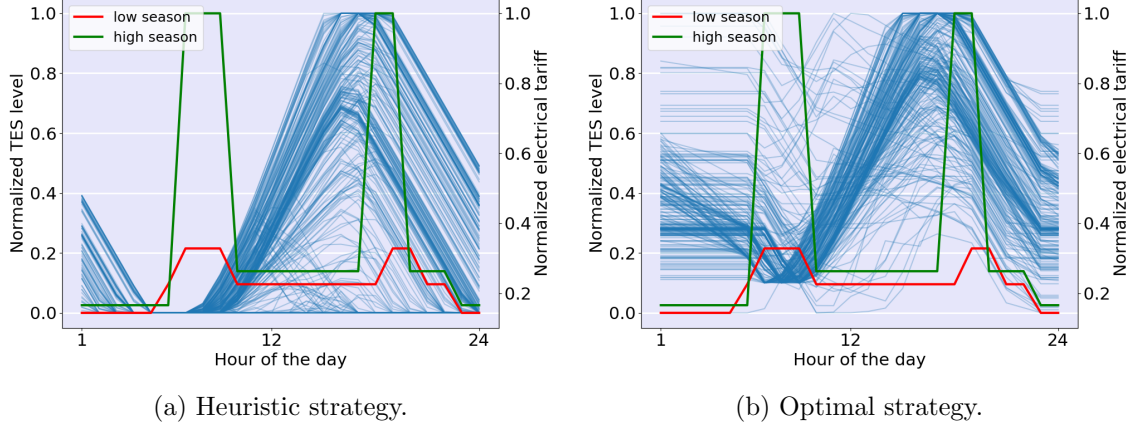 low season
high season
Normalized TES level
1.0
0.8
0.6
0.4
0.2
0.0
1
12
24
Hour of the day
1.0
0.8
0.6
0.4
0.2
Normalized electrical tariff
(a) Heuristic strategy.
low season
high season
Normalized TES level
1.0
0.8
0.6
0.4
0.2
0.0
1
12
24
Hour of the day
1.0
0.8
0.6
0.4
0.2
Normalized electrical tariff
(b) Optimal strategy.